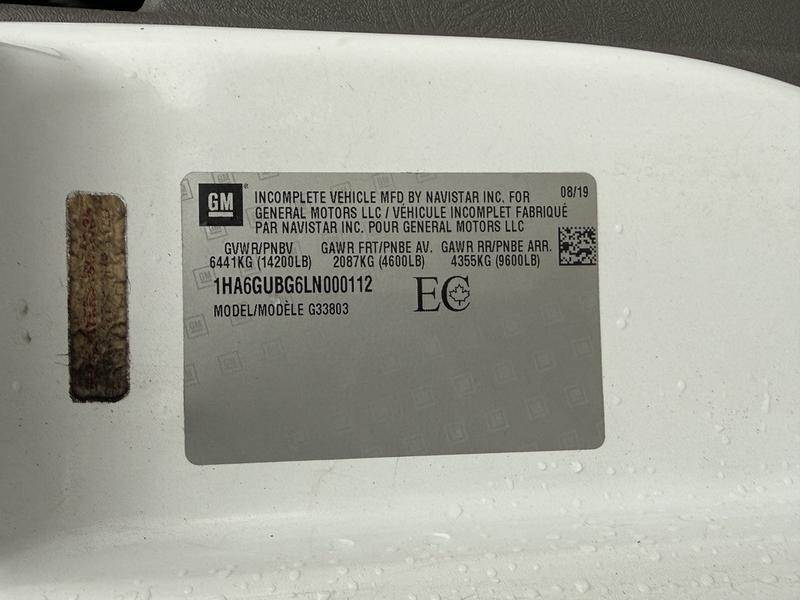 GM
INCOMPLETE VEHICLE MFD BY NAVISTAR INC. FOR
GENERAL MOTORS LLC / VÉHICULE INCOMPLET FABRIQUÉ
PAR NAVISTAR INC. POUR GENERAL MOTORS LLC
08/19
GVWR/PNBV GAWR FRT/PNBE AV. GAWR RR/PNBE ARR.
6441KG (14200LB) 2087KG (4600LB) 4355KG (9600LB)
1HA6GUBG6LN000112
EC
MODEL/MODÈLE G33803